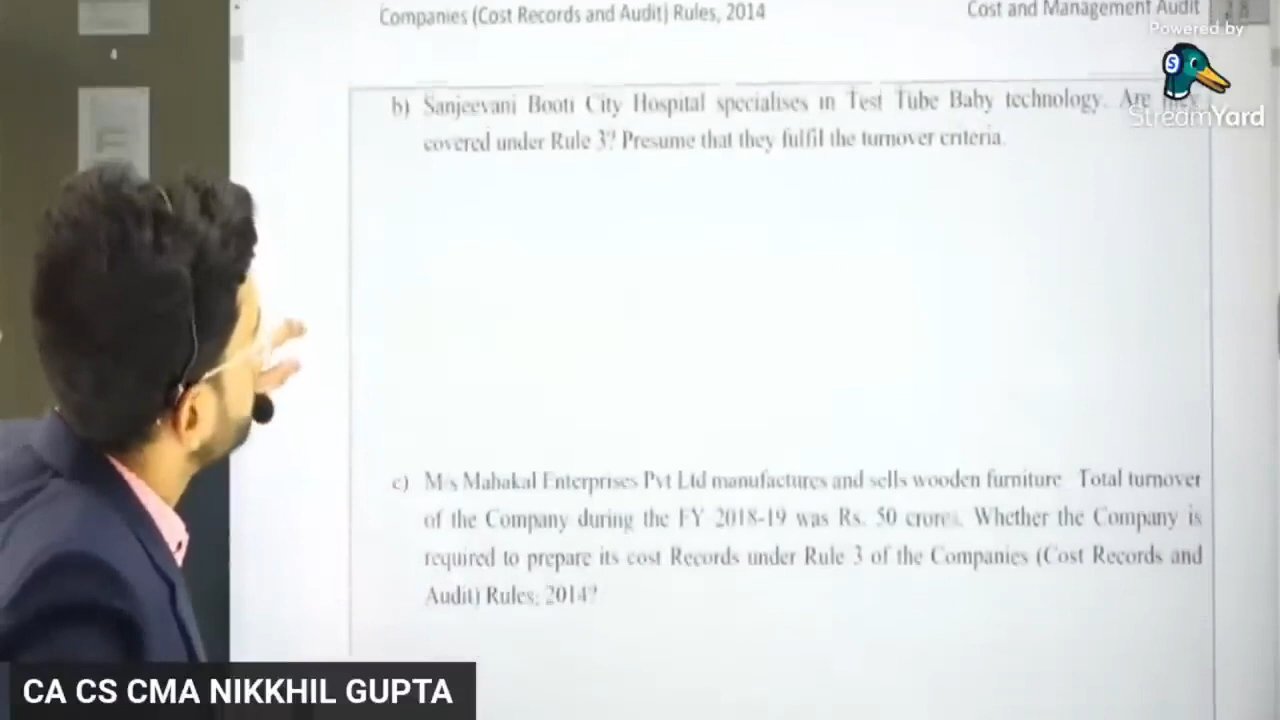 Companies (Cost Records and Audit) Rules, 2014
Cost and Management Audit
Powered by
S
StreamYard
4
b) Sanjeevani Booti City Hospital specialises in Test Tube Baby technology. Are they
covered under Rule 3? Presume that they fulfil the turnover criteria.
c) M/s Mahakal Enterprises Pvt Ltd manufactures and sells wooden furniture Total turnover
of the Company during the FY 2018-19 was Rs. 50 crores. Whether the Company is
required to prepare its cost Records under Rule 3 of the Companies (Cost Records and
Audit) Rules, 2014?
CA CS CMA NIKKHIL GUPTA